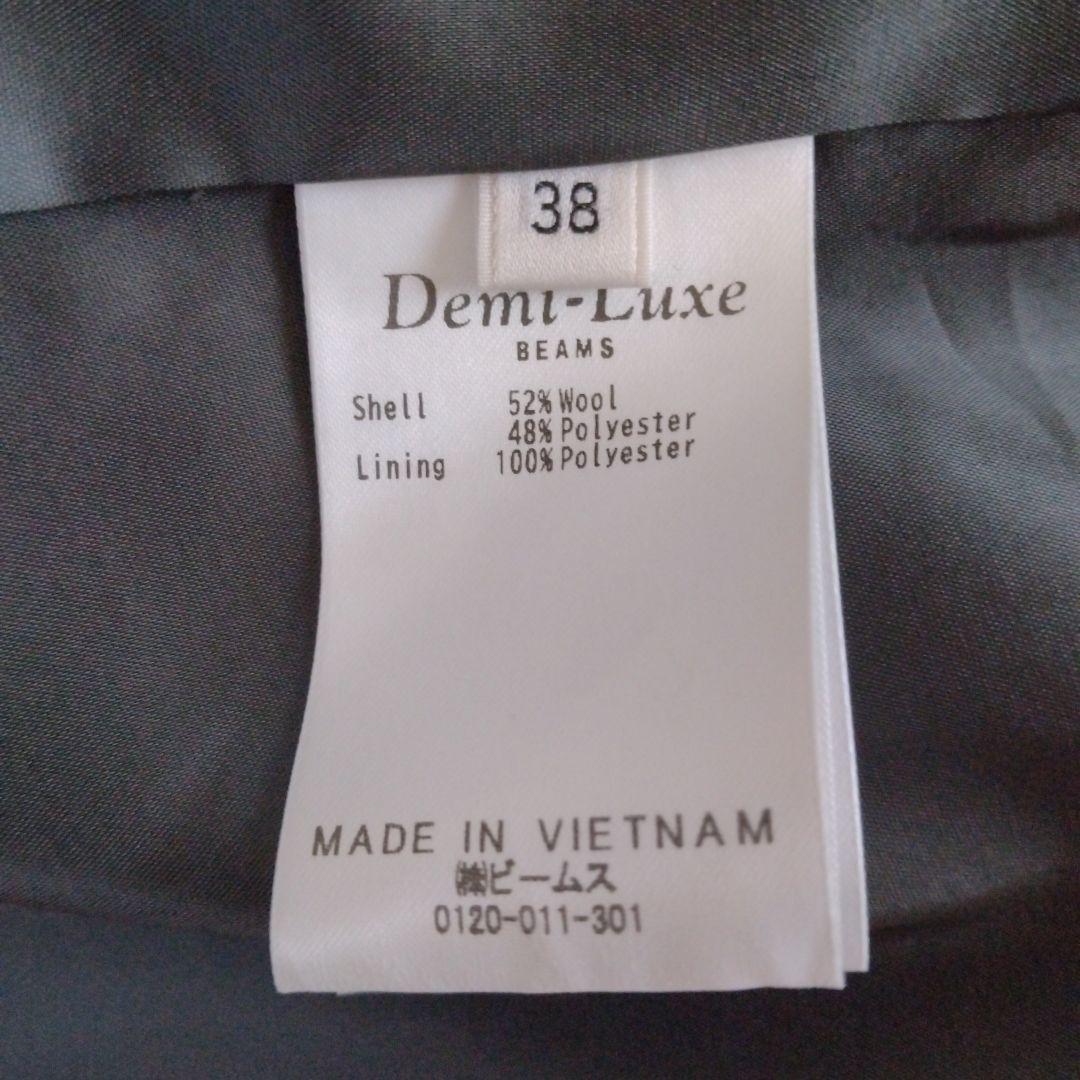 38
Demi-Luxe
BEAMS
Shell 52%Wool
48%Polyester
Lining 100%Polyester
MADE IN VIETNAM
㈱ビームス
0120-011-301